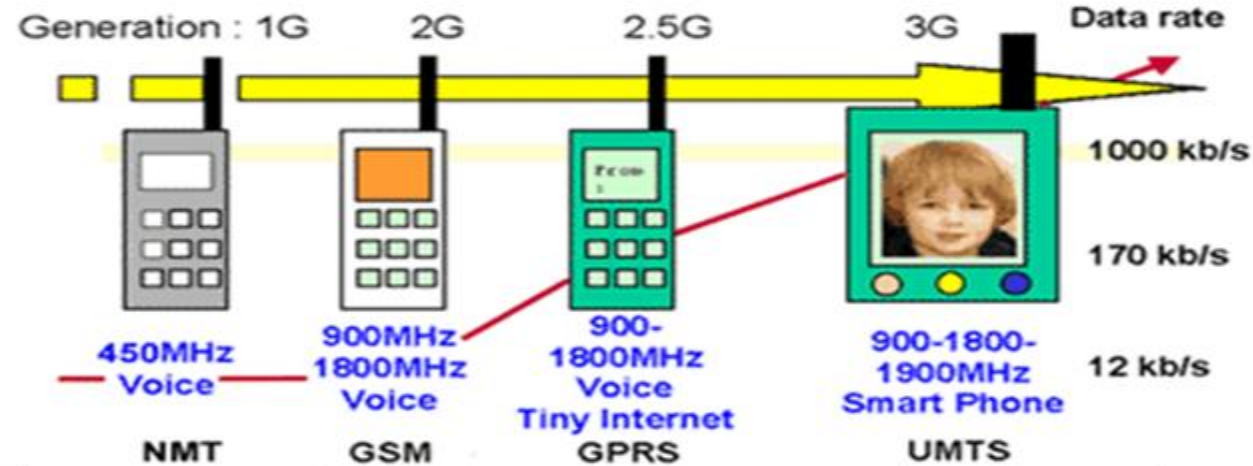 Generation : 1G 2G 2.5G 3G Data rate
1000 kb/s
From
:
170 kb/s
450MHz
Voice
NMT
900MHz-
1800MHz
Voice
GSM
900-
1800MHz
Voice
Tiny Internet
GPRS
900-1800-
1900MHz
Smart Phone
UMTS
12 kb/s